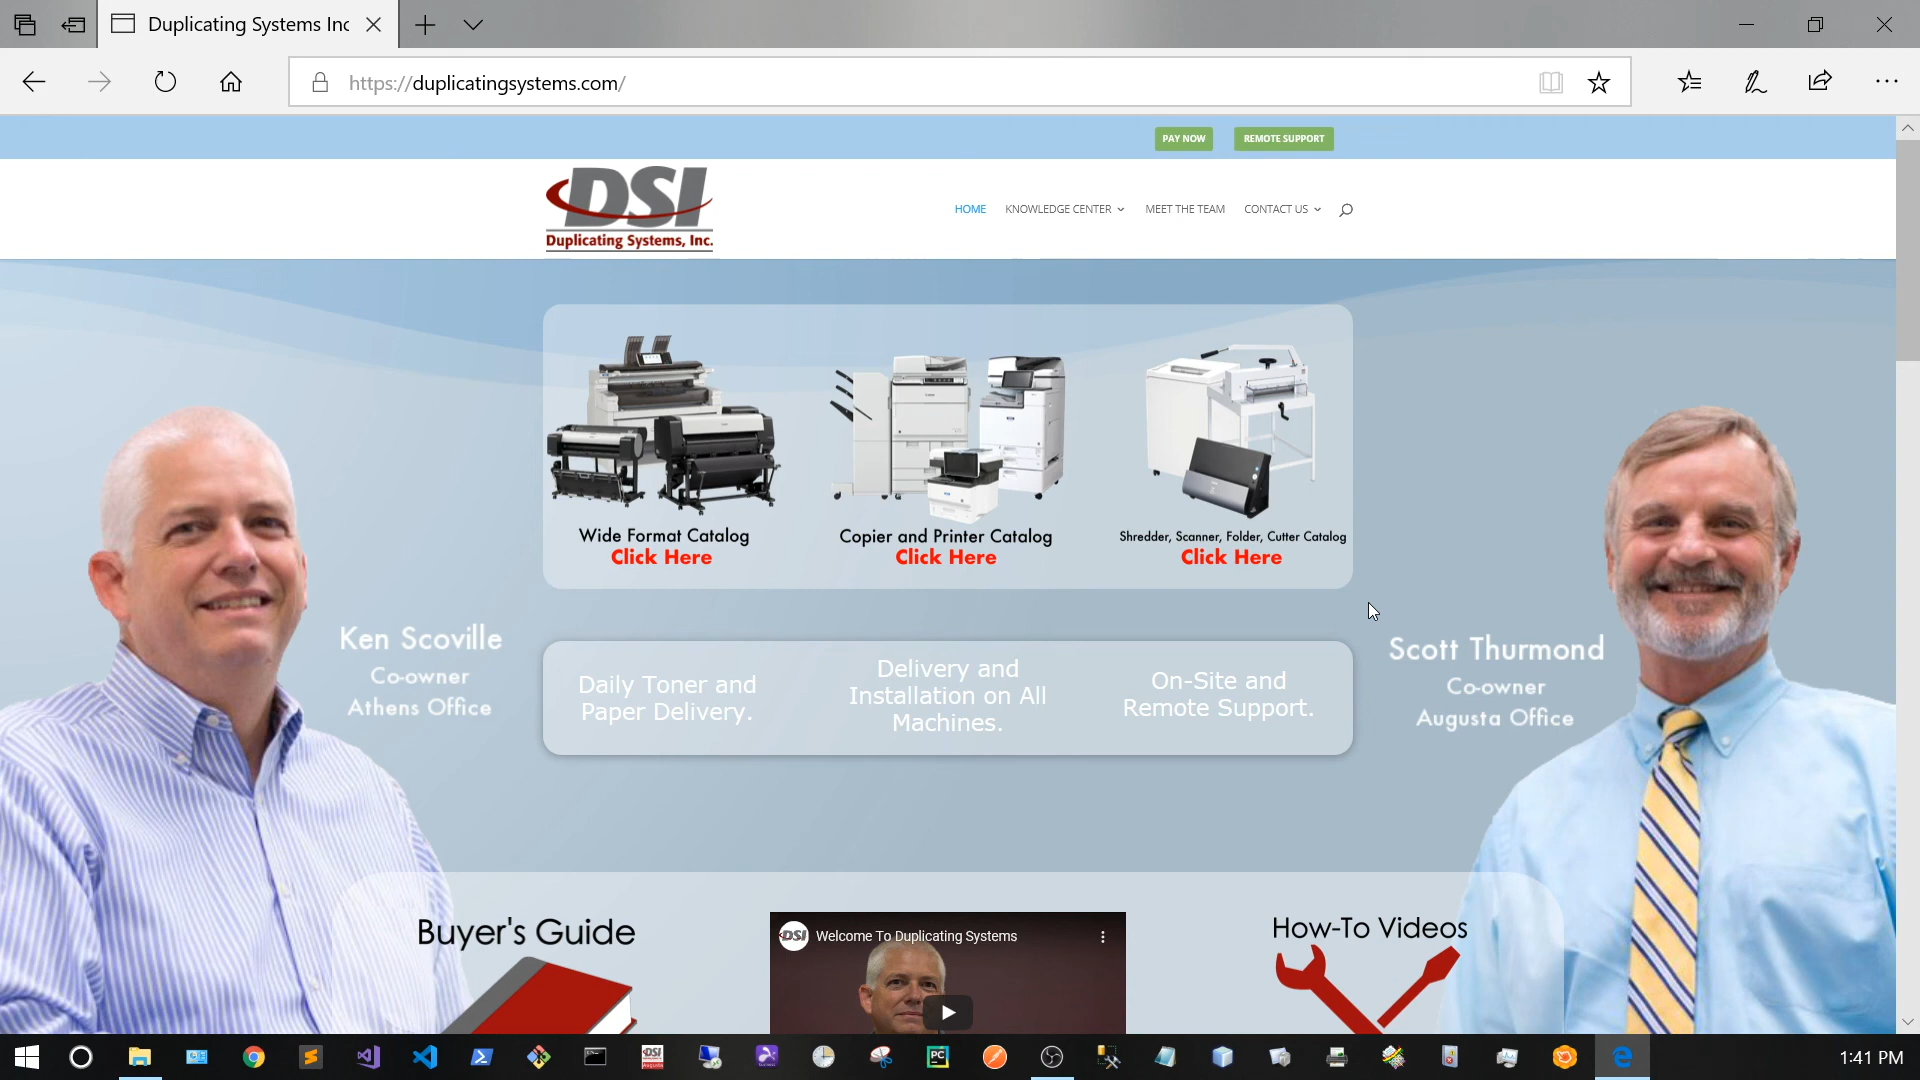 Duplicating Systems Inc
https://duplicatingsystems.com/
PAY NOW
REMOTE SUPPORT
DSI
Duplicating Systems, Inc.
HOME
KNOWLEDGE CENTER
MEET THE TEAM
CONTACT US
Wide Format Catalog
Click Here
Copier and Printer Catalog
Click Here
Shredder, Scanner, Folder, Cutter Catalog
Click Here
Ken Scoville
Co-owner
Athens Office
Daily Toner and
Paper Delivery.
Delivery and
Installation on All
Machines.
On-Site and
Remote Support.
Scott Thurmond
Co-owner
Augusta Office
Buyer's Guide
DSI
Welcome To Duplicating Systems
How-To Videos
DSI
PC
1:41 PM